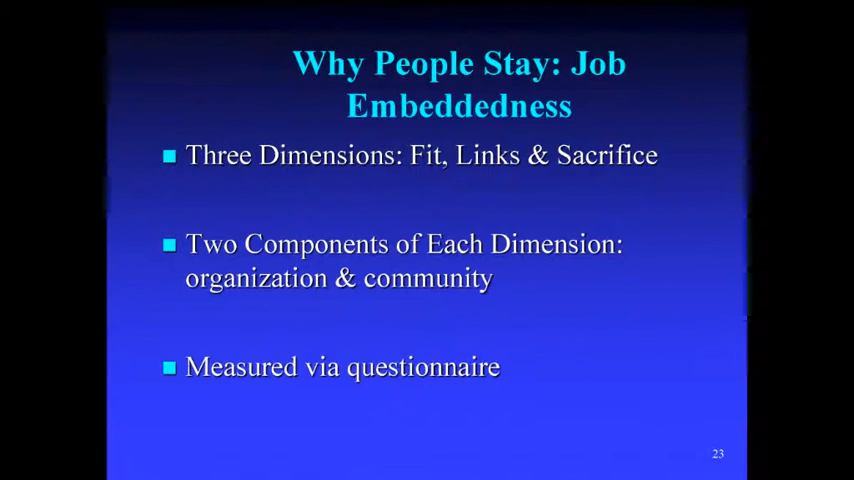 Why People Stay: Job
Embeddedness
Three Dimensions: Fit, Links & Sacrifice
Two Components of Each Dimension:
organization & community
Measured via questionnaire
23